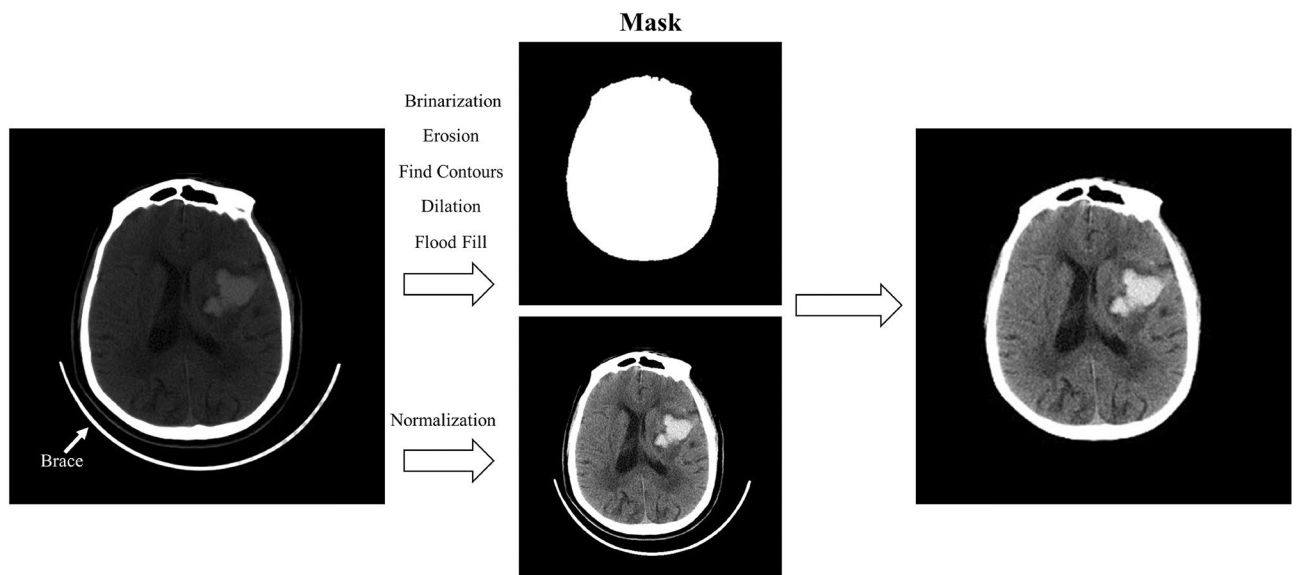 Mask
Brinarization
Erosion
Find Contours
Dilation
Flood Fill
Normalization
Brace